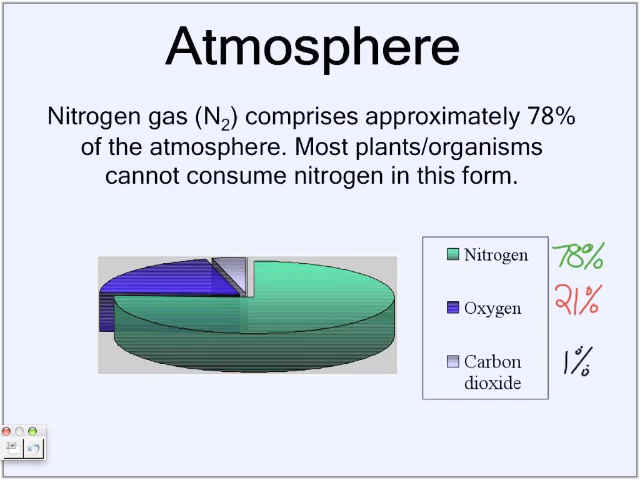 Atmosphere
Nitrogen gas (N₂) comprises approximately 78%
of the atmosphere. Most plants/organisms
cannot consume nitrogen in this form.
Nitrogen 78%
Oxygen 21%
Carbon
dioxide 1%